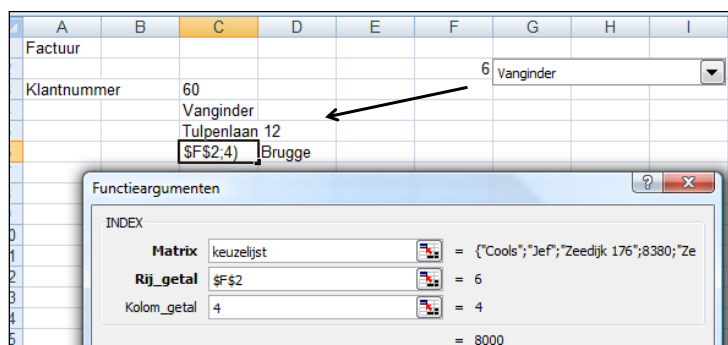 A B C D E F G H I
Factuur
6 Vanginder
Klantnummer 60
Vanginder
Tulpenlaan 12
$F$2;4) Brugge
Functieargumenten
INDEX
Matrix keuzelijst = {"Cools";"Jef";"Zeedijk 176";8380;"Ze
Rij_getal $F$2 = 6
Kolom_getal 4 = 4
= 8000